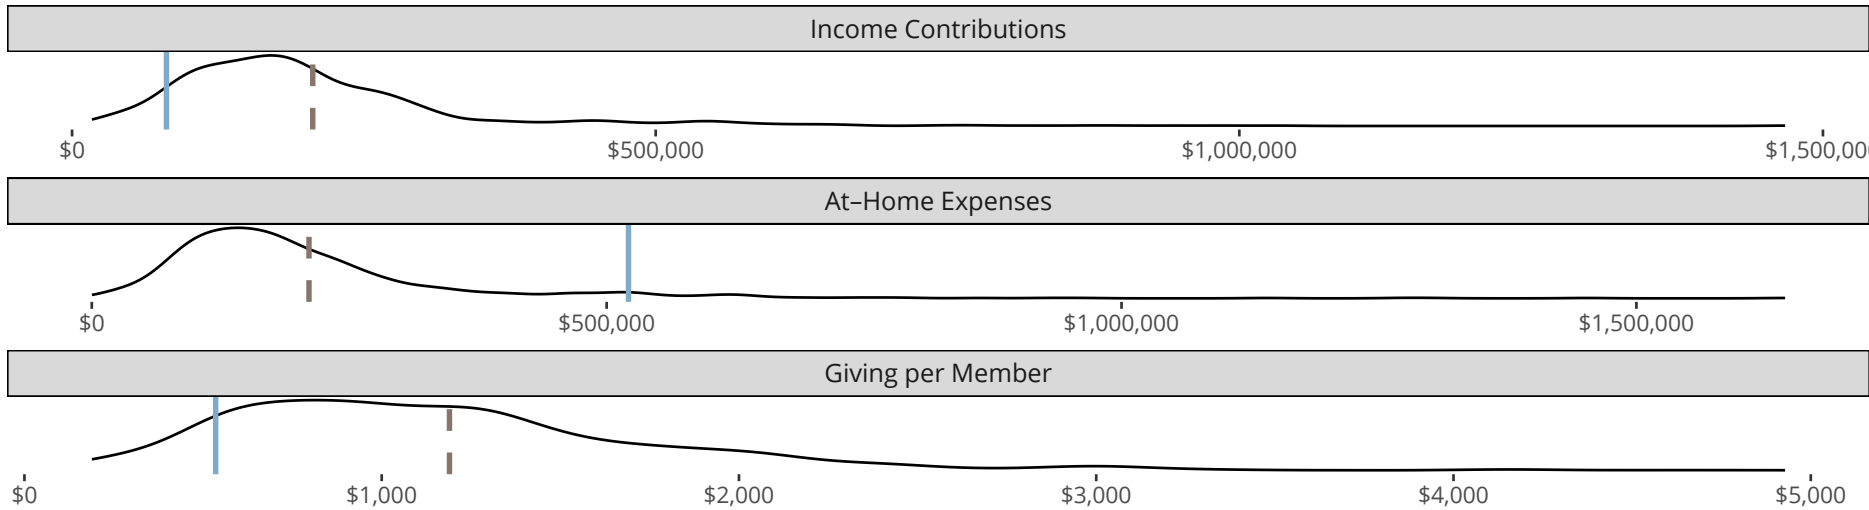 Income Contributions
$0 $500,000 $1,000,000 $1,500,00
At–Home Expenses
$0 $500,000 $1,000,000 $1,500,000
Giving per Member
$0 $1,000 $2,000 $3,000 $4,000 $5,000